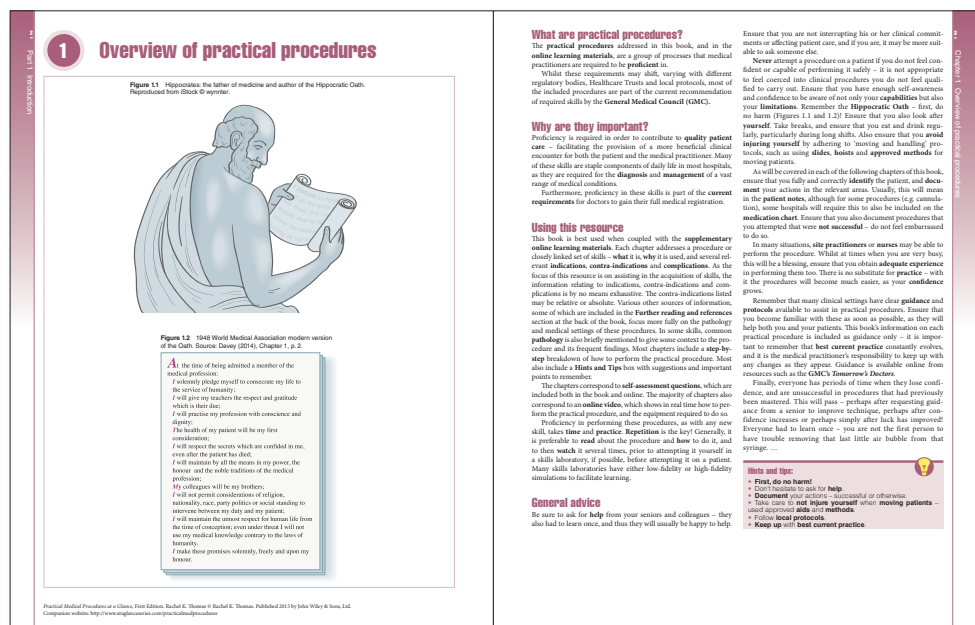 Part 1 Introduction
1 Overview of practical procedures
Figure 1.1 Hippocrates: the father of medicine and author of the Hippocratic Oath.
Reproduced from iStock © wynnter.
Figure 1.2 1948 World Medical Association modern version
of the Oath. Source: Davey (2014), Chapter 1, p. 2.
At the time of being admitted a member of the
medical profession:
I solemnly pledge myself to consecrate my life to
the service of humanity;
I will give my teachers the respect and gratitude
which is their due;
I will practise my profession with conscience and
dignity;
The health of my patient will be my first
consideration;
I will respect the secrets which are confided in me,
even after the patient has died;
I will maintain by all the means in my power, the
honour and the noble traditions of the medical
profession;
My colleagues will be my brothers;
I will not permit considerations of religion,
nationality, race, party politics or social standing to
intervene between my duty and my patient;
I will maintain the utmost respect for human life from
the time of conception; even under threat I will not
use my medical knowledge contrary to the laws of
humanity.
I make these promises solemnly, freely and upon my
honour.
Practical Medical Procedures at a Glance, First Edition. Rachel K. Thomas © Rachel K. Thomas. Published 2015 by John Wiley & Sons, Ltd.
Companion website: http://www.ataglanceseries.com/practicalmedprocedures
What are practical procedures?
The practical procedures addressed in this book, and in the
online learning materials, are a group of processes that medical
practitioners are required to be proficient in.
Whilst these requirements may shift, varying with different
regulatory bodies, Healthcare Trusts and local protocols, most of
the included procedures are part of the current recommendation
of required skills by the General Medical Council (GMC).
Why are they important?
Proficiency is required in order to contribute to quality patient
care – facilitating the provision of a more beneficial clinical
encounter for both the patient and the medical practitioner. Many
of these skills are staple components of daily life in most hospitals,
as they are required for the diagnosis and management of a vast
range of medical conditions.
Furthermore, proficiency in these skills is part of the current
requirements for doctors to gain their full medical registration.
Using this resource
This book is best used when coupled with the supplementary
online learning materials. Each chapter addresses a procedure or
closely linked set of skills – what it is, why it is used, and several rel-
evant indications, contra-indications and complications. As the
focus of this resource is on assisting in the acquisition of skills, the
information relating to indications, contra-indications and com-
plications is by no means exhaustive. The contra-indications listed
may be relative or absolute. Various other sources of information,
some of which are included in the Further reading and references
section at the back of the book, focus more fully on the pathology
and medical settings of these procedures. In some skills, common
pathology is also briefly mentioned to give some context to the pro-
cedure and its frequent findings. Most chapters include a step-by-
step breakdown of how to perform the practical procedure. Most
also include a Hints and Tips box with suggestions and important
points to remember.
The chapters correspond to self-assessment questions, which are
included both in the book and online. The majority of chapters also
correspond to an online video, which shows in real time how to per-
form the practical procedure, and the equipment required to do so.
Proficiency in performing these procedures, as with any new
skill, takes time and practice. Repetition is the key! Generally, it
is preferable to read about the procedure and how to do it, and
to then watch it several times, prior to attempting it yourself in
a skills laboratory, if possible, before attempting it on a patient.
Many skills laboratories have either low-fidelity or high-fidelity
simulations to facilitate learning.
General advice
Be sure to ask for help from your seniors and colleagues – they
also had to learn once, and thus they will usually be happy to help.
Ensure that you are not interrupting his or her clinical commit-
ments or affecting patient care, and if you are, it may be more suit-
able to ask someone else.
Never attempt a procedure on a patient if you do not feel con-
fident or capable of performing it safely – it is not appropriate
to feel coerced into clinical procedures you do not feel quali-
fied to carry out. Ensure that you have enough self-awareness
and confidence to be aware of not only your capabilities but also
your limitations. Remember the Hippocratic Oath – first, do
no harm (Figures 1.1 and 1.2)! Ensure that you also look after
yourself. Take breaks, and ensure that you eat and drink regu-
larly, particularly during long shifts. Also ensure that you avoid
injuring yourself by adhering to 'moving and handling' pro-
tocols, such as using slides, hoists and approved methods for
moving patients.
As will be covered in each of the following chapters of this book,
ensure that you fully and correctly identify the patient, and docu-
ment your actions in the relevant areas. Usually, this will mean
in the patient notes, although for some procedures (e.g. cannula-
tion), some hospitals will require this to also be included on the
medication chart. Ensure that you also document procedures that
you attempted that were not successful – do not feel embarrassed
to do so.
In many situations, site practitioners or nurses may be able to
perform the procedure. Whilst at times when you are very busy,
this will be a blessing, ensure that you obtain adequate experience
in performing them too. There is no substitute for practice – with
it the procedures will become much easier, as your confidence
grows.
Remember that many clinical settings have clear guidance and
protocols available to assist in practical procedures. Ensure that
you become familiar with these as soon as possible, as they will
help both you and your patients. This book's information on each
practical procedure is included as guidance only – it is impor-
tant to remember that best current practice constantly evolves,
and it is the medical practitioner's responsibility to keep up with
any changes as they appear. Guidance is available online from
resources such as the GMC's Tomorrow's Doctors.
Finally, everyone has periods of time when they lose confi-
dence, and are unsuccessful in procedures that had previously
been mastered. This will pass – perhaps after requesting guid-
ance from a senior to improve technique, perhaps after con-
fidence increases or perhaps simply after luck has improved!
Everyone had to learn once – you are not the first person to
have trouble removing that last little air bubble from that
syringe. …
Hints and tips:
• First, do no harm!
• Don't hesitate to ask for help.
• Document your actions – successful or otherwise.
• Take care to not injure yourself when moving patients –
used approved aids and methods.
• Follow local protocols.
• Keep up with best current practice.
Chapter 1 Overview of practical procedures